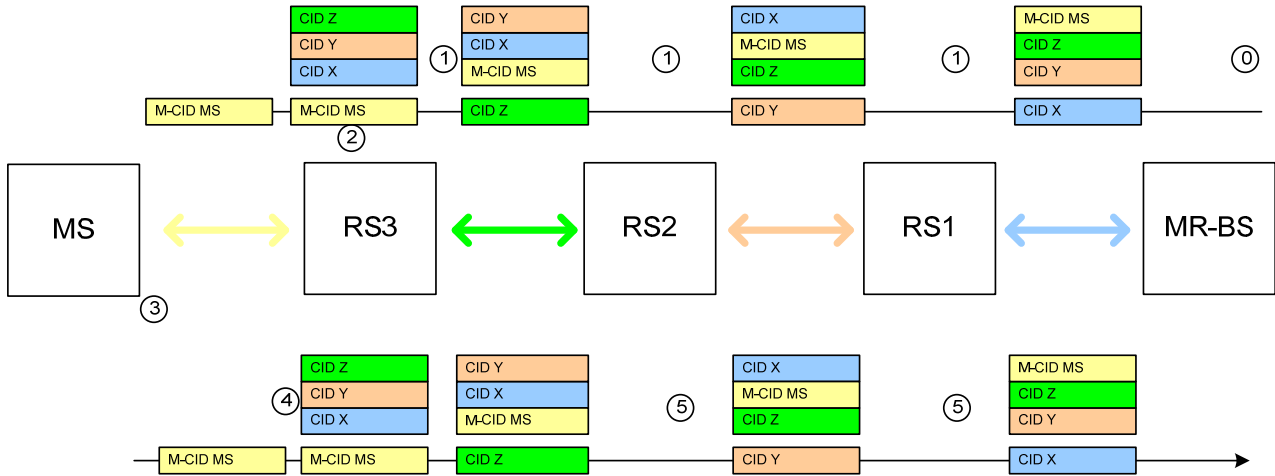 CID Z CID Y CID X M-CID MS
CID Y ① CID X ① M-CID MS ① CID Z ⓪
CID X M-CID MS CID Z CID Y
M-CID MS M-CID MS CID Z CID Y CID X
②
MS RS3 RS2 RS1 MR-BS
③
CID Z CID Y CID X M-CID MS
④ CID Y CID X ⑤ M-CID MS ⑤ CID Z
CID X M-CID MS CID Z CID Y
M-CID MS M-CID MS CID Z CID Y CID X